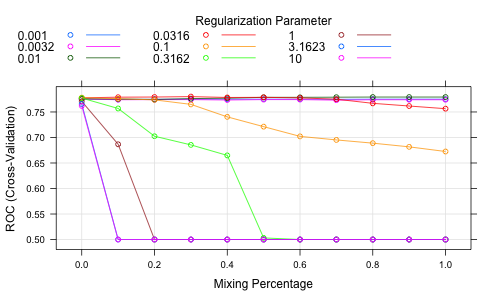 Regularization Parameter
0.001 0.0316 1
0.0032 0.1 3.1623
0.01 0.3162 10
ROC (Cross-Validation)
0.75
0.70
0.65
0.60
0.55
0.50
0.0 0.2 0.4 0.6 0.8 1.0
Mixing Percentage